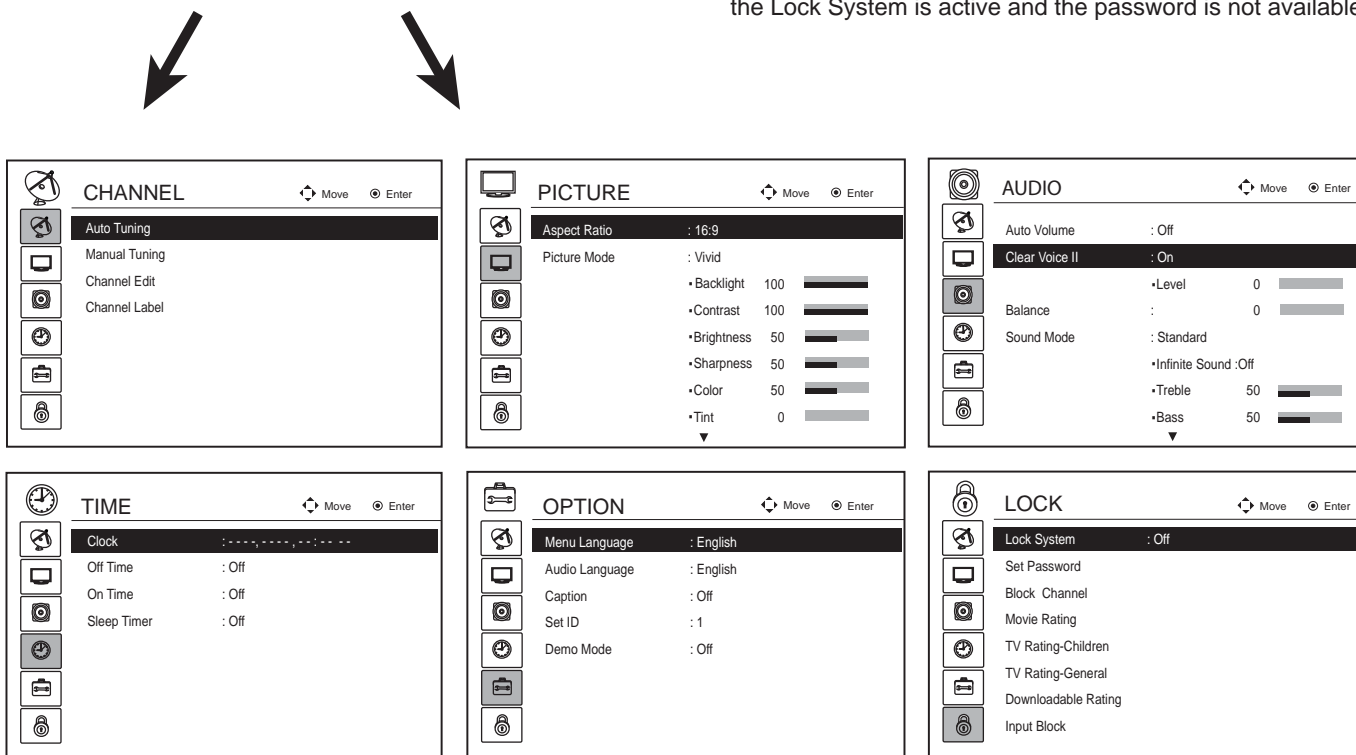 the Lock System is active and the password is not available
CHANNEL Move Enter
Auto Tuning
Manual Tuning
Channel Edit
Channel Label
PICTURE Move Enter
Aspect Ratio : 16:9
Picture Mode : Vivid
▪ Backlight 100
▪ Contrast 100
▪ Brightness 50
▪ Sharpness 50
▪ Color 50
▪ Tint 0
▼
AUDIO Move Enter
Auto Volume : Off
Clear Voice II : On
▪ Level 0
Balance : 0
Sound Mode : Standard
▪ Infinite Sound :Off
▪ Treble 50
▪ Bass 50
▼
TIME Move Enter
Clock : - - - -, - - - - , - - : - - - -
Off Time : Off
On Time : Off
Sleep Timer : Off
OPTION Move Enter
Menu Language : English
Audio Language : English
Caption : Off
Set ID : 1
Demo Mode : Off
LOCK Move Enter
Lock System : Off
Set Password
Block Channel
Movie Rating
TV Rating-Children
TV Rating-General
Downloadable Rating
Input Block